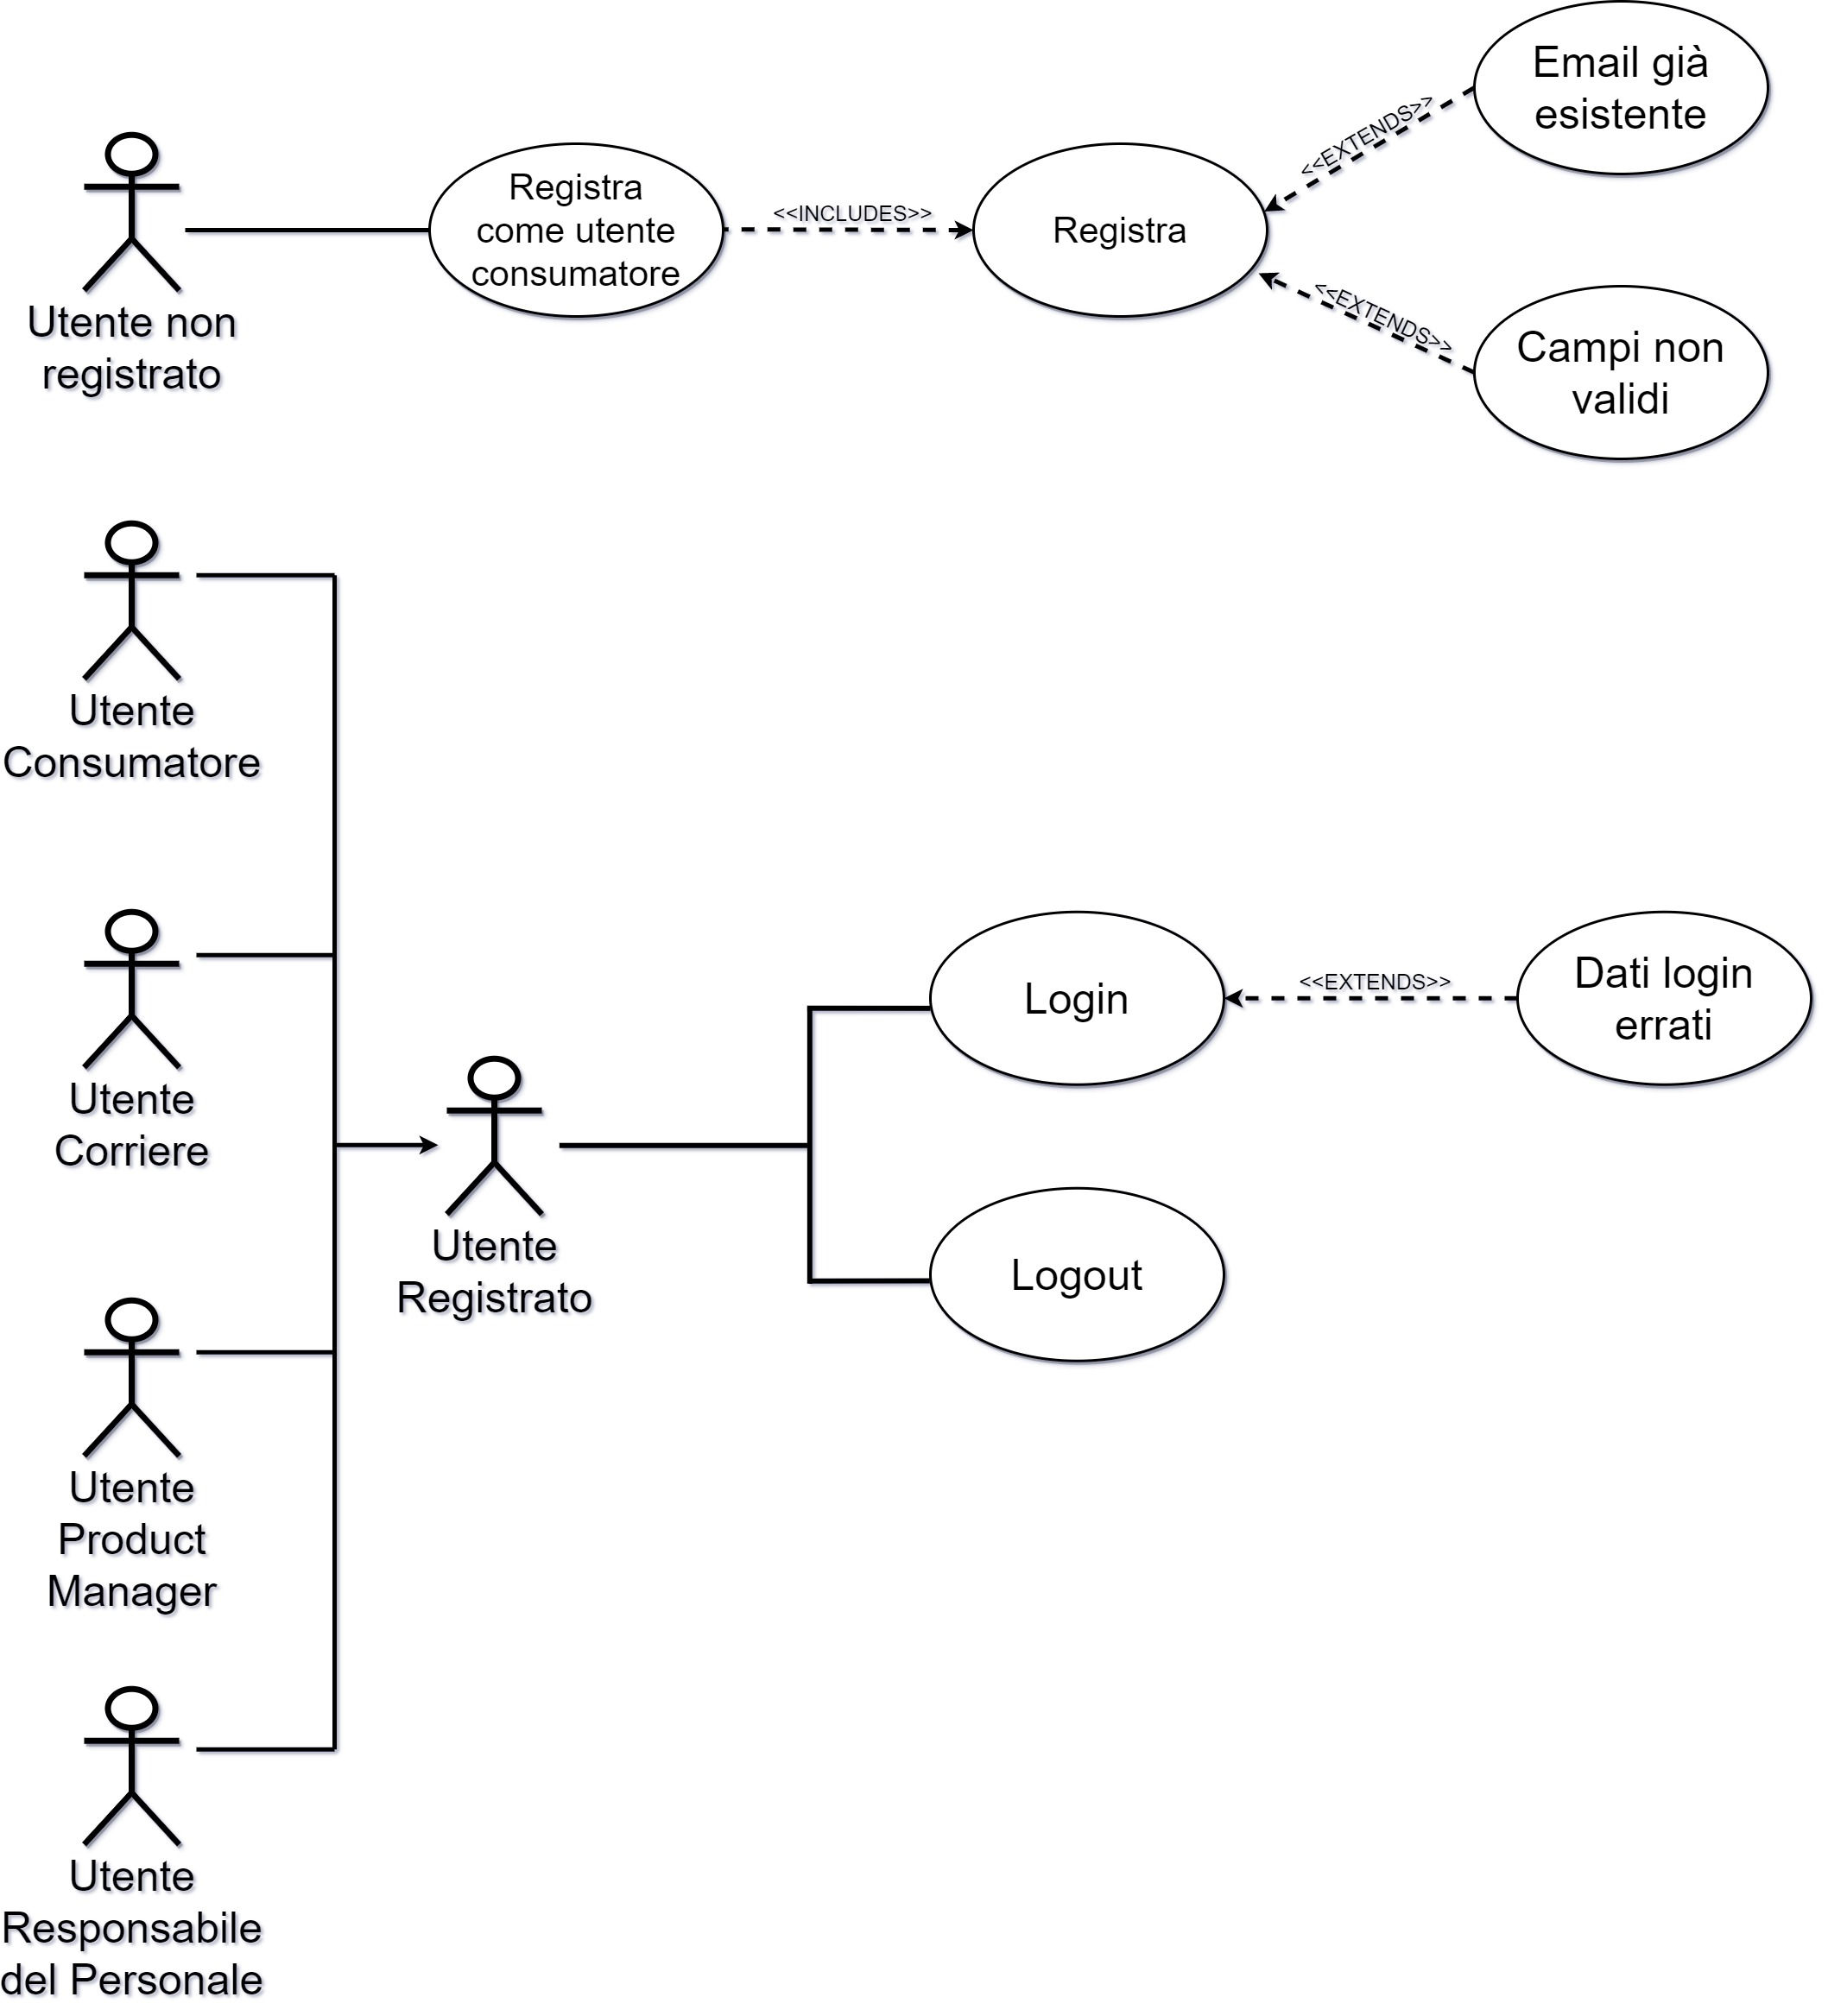 Email già
esistente
<<EXTENDS>>
Registra
come utente
consumatore
<<INCLUDES>>
Registra
<<EXTENDS>>
Campi non
validi
Utente non
registrato
Utente
Consumatore
Login
<<EXTENDS>>
Dati login
errati
Utente
Corriere
Utente
Registrato
Logout
Utente
Product
Manager
Utente
Responsabile
del Personale